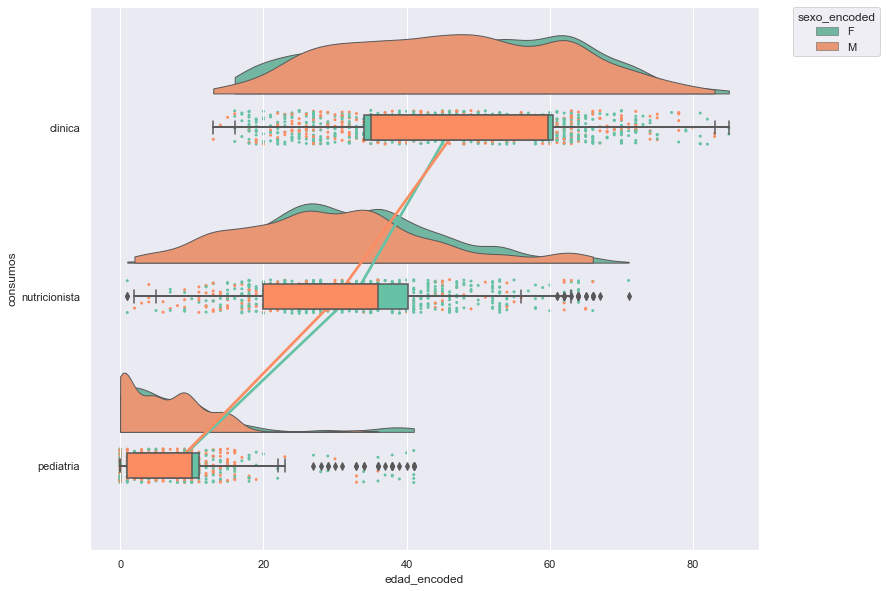 sexo_encoded
F
M
consumos
clinica
nutricionista
pediatria
0 20 40 60 80
edad_encoded